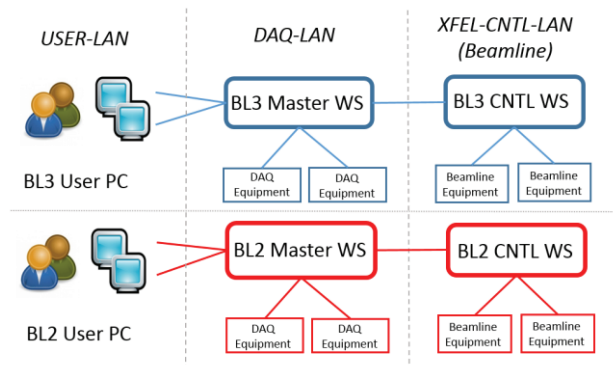 USER-LAN
DAQ-LAN
XFEL-CNTL-LAN
(Beamline)
BL3 Master WS
BL3 CNTL WS
BL3 User PC
DAQ
Equipment
DAQ
Equipment
Beamline
Equipment
Beamline
Equipment
BL2 Master WS
BL2 CNTL WS
BL2 User PC
DAQ
Equipment
DAQ
Equipment
Beamline
Equipment
Beamline
Equipment